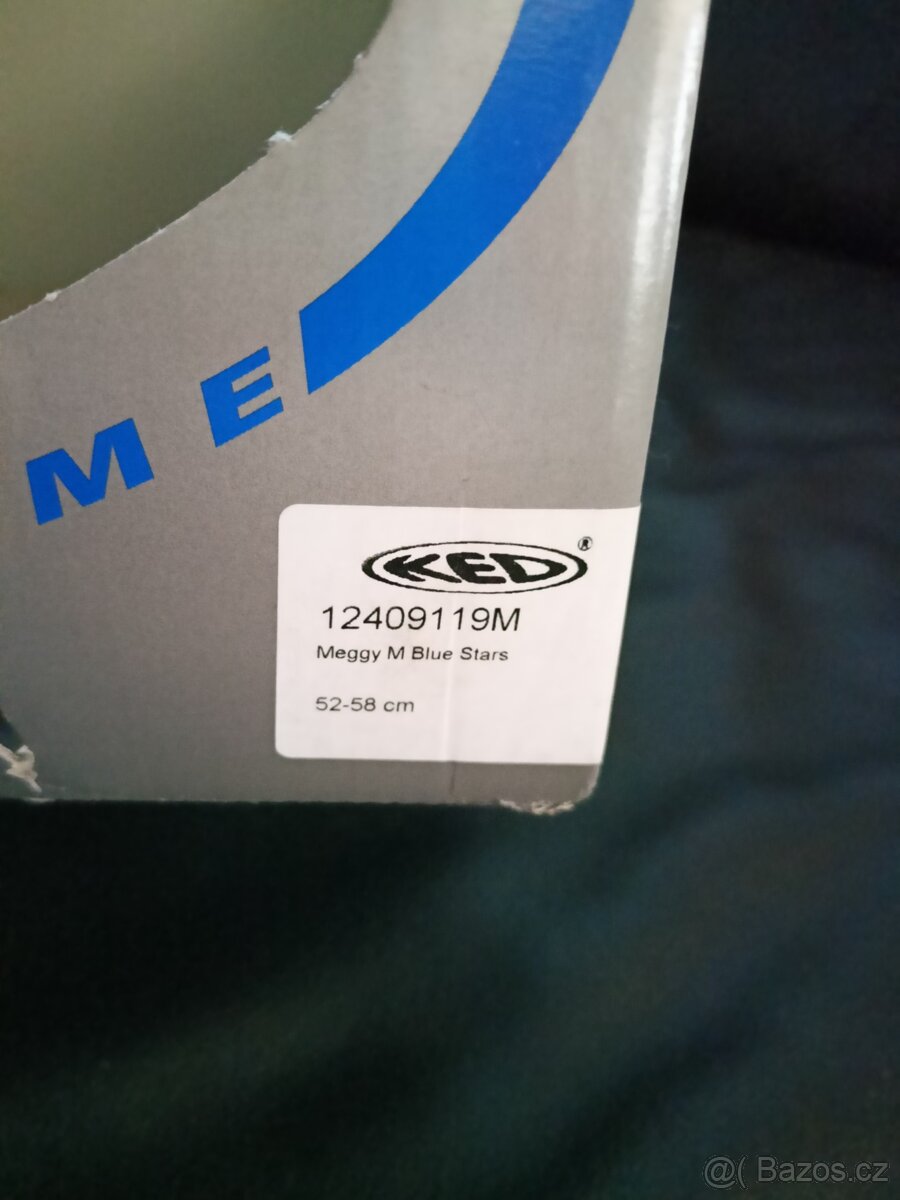 M E
KED®
12409119M
Meggy M Blue Stars
52-58 cm
@( Bazos.cz